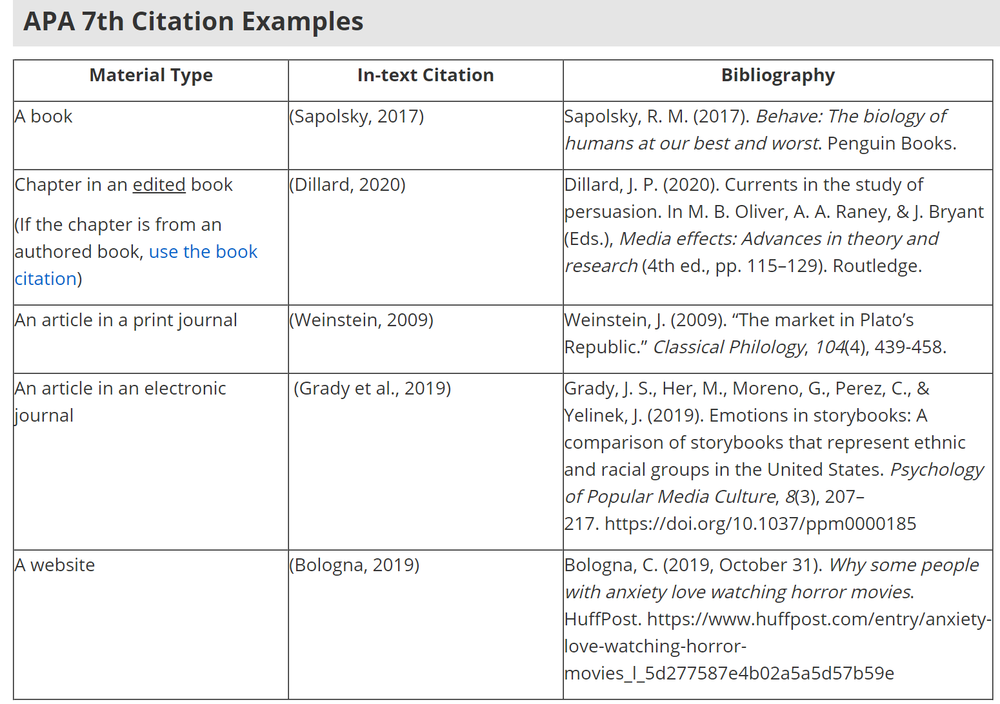 APA 7th Citation Examples
Material Type
In-text Citation
Bibliography
A book
(Sapolsky, 2017)
Sapolsky, R. M. (2017). Behave: The biology of
humans at our best and worst. Penguin Books.
Chapter in an edited book
(If the chapter is from an
authored book, use the book
citation)
(Dillard, 2020)
Dillard, J. P. (2020). Currents in the study of
persuasion. In M. B. Oliver, A. A. Raney, & J. Bryant
(Eds.), Media effects: Advances in theory and
research (4th ed., pp. 115–129). Routledge.
An article in a print journal
(Weinstein, 2009)
Weinstein, J. (2009). “The market in Plato’s
Republic.” Classical Philology, 104(4), 439-458.
An article in an electronic
journal
(Grady et al., 2019)
Grady, J. S., Her, M., Moreno, G., Perez, C., &
Yelinek, J. (2019). Emotions in storybooks: A
comparison of storybooks that represent ethnic
and racial groups in the United States. Psychology
of Popular Media Culture, 8(3), 207–
217. https://doi.org/10.1037/ppm0000185
A website
(Bologna, 2019)
Bologna, C. (2019, October 31). Why some people
with anxiety love watching horror movies.
HuffPost. https://www.huffpost.com/entry/anxiety-
love-watching-horror-
movies_l_5d277587e4b02a5a5d57b59e